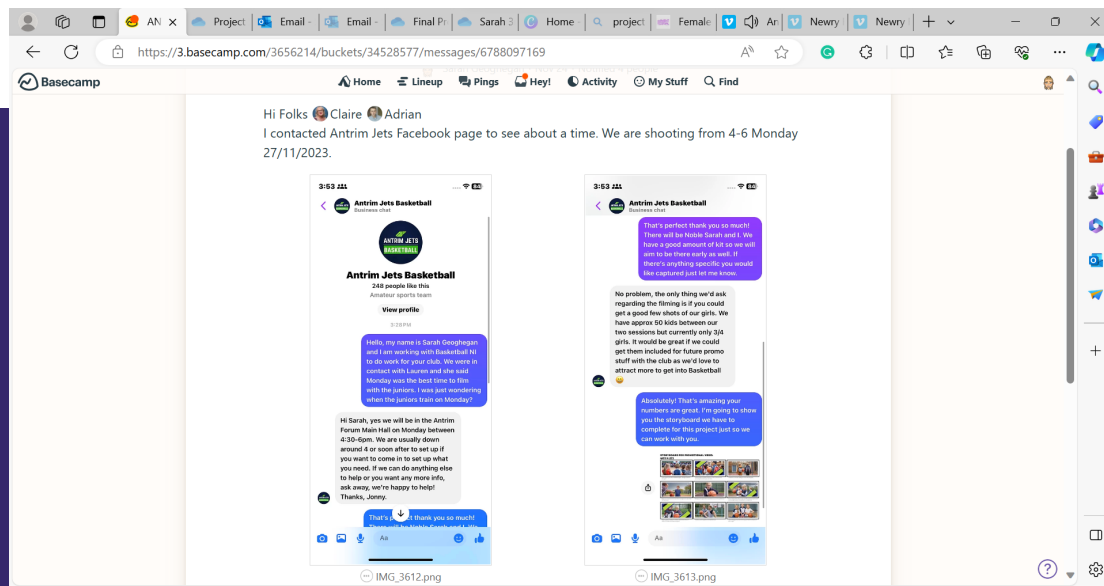 AN
Project
Email -
Email -
Final Pr
Sarah 3
Home -
project
Female
An
Newry
Newry
https://3.basecamp.com/3656214/buckets/34528577/messages/6788097169
Basecamp
Home
Lineup
Pings
Hey!
Activity
My Stuff
Find
Hi Folks Claire Adrian
I contacted Antrim Jets Facebook page to see about a time. We are shooting from 4-6 Monday
27/11/2023.
3:53
Antrim Jets Basketball
Business chat
ANTRIM JETS
BASKETBALL
Antrim Jets Basketball
248 people like this
Amateur sports team
View profile
3:28 PM
Hello, my name is Sarah Geoghegan
and I am working with Basketball NI
to do work for your club. We were in
contact with Lauren and she said
Monday was the best time to film
with the juniors. I was just wondering
when the juniors train on Monday?
Hi Sarah, yes we will be in the Antrim
Forum Main Hall on Monday between
4:30-6pm. We are usually down
around 4 or soon after to set up if
you want to come in to set up what
you need. If we can do anything else
to help or you want any more info,
ask away, we're happy to help!
Thanks, Jonny.
That's perfect thank you so much!
Aa
IMG_3612.png
3:53
Antrim Jets Basketball
Business chat
That's perfect thank you so much!
There will be Noble Sarah and I. We
have a good amount of kit so we will
aim to be there early as well. If
there's anything specific you would
like captured just let me know.
No problem, the only thing we'd ask
regarding the filming is if you could
get a good few shots of our girls. We
have approx 50 kids between our
two sessions but currently only 3/4
girls. It would be great if we could
get them included for future promo
stuff with the club as we'd love to
attract more to get into Basketball
Absolutely! That's amazing your
numbers are great. I'm going to show
you the storyboard we have to
complete for this project just so we
can work with you.
Aa
IMG_3613.png